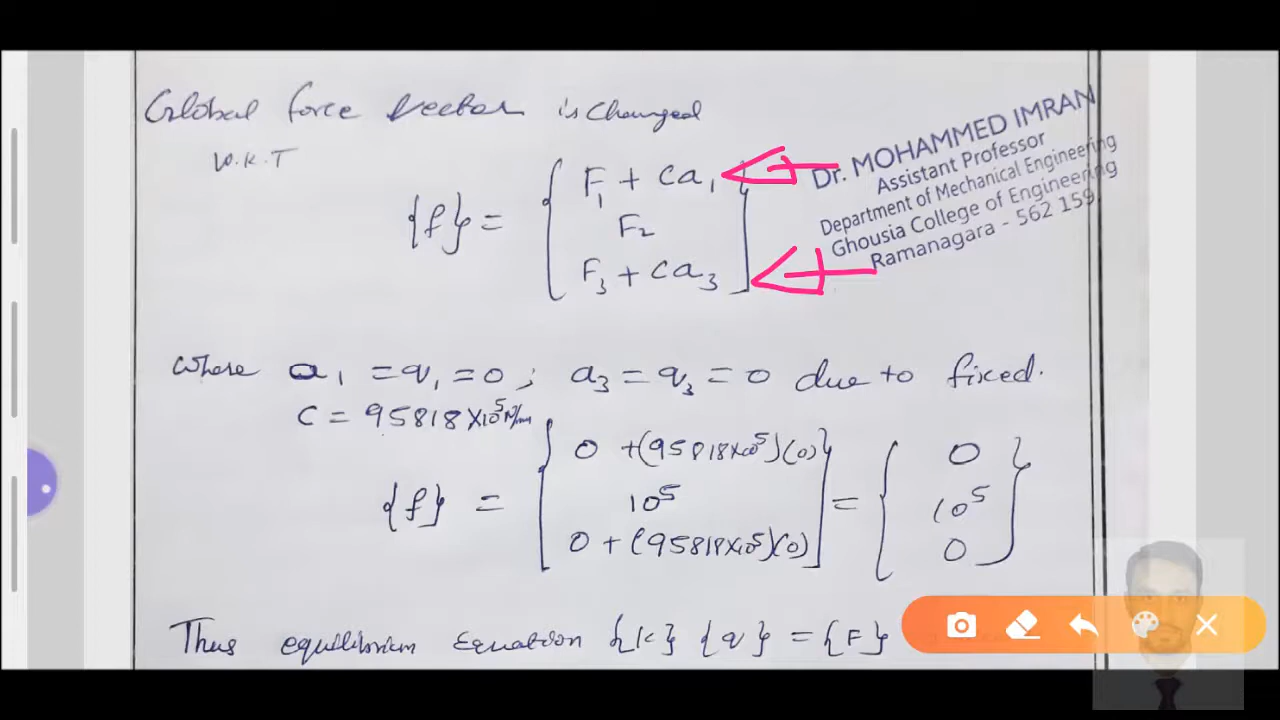 Global force vector is changed
W.K.T
{f} = { F1 + Ca1
F2
F3 + Ca3 ]
Dr. MOHAMMED IMRAN
Assistant Professor
Department of Mechanical Engineering
Ghousia College of Engineering
Ramanagara - 562 159.
Where a1 = q1 = 0 ; a3 = q3 = 0 due to fixed.
C = 95818×10^5 N/mm
{f} = { 0 + (95818×10^5)(0)
10^5
0 + (95818×10^5)(0) ] = { 0
10^5
0 }
Thus equilibrium Equation {K} {q} = {F}